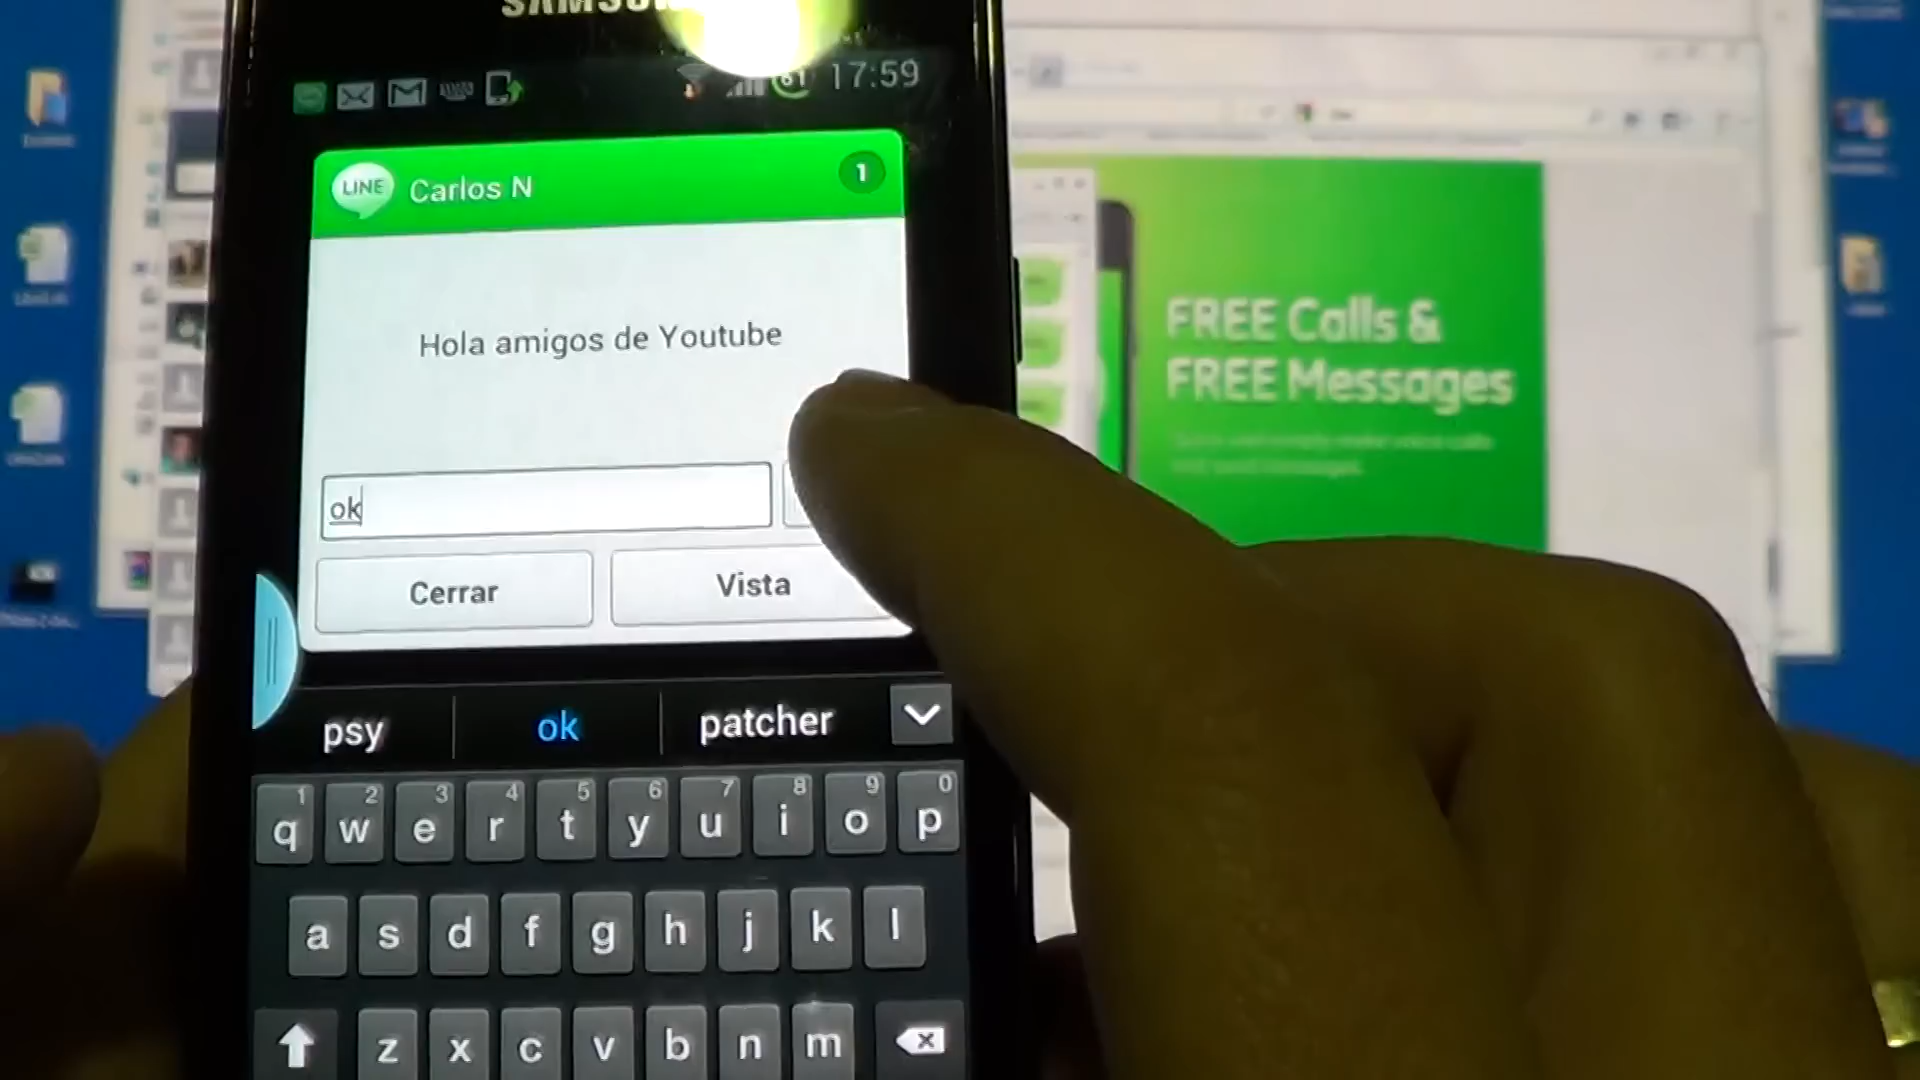 SAMSUNG
17:59
LINE Carlos N 1
Hola amigos de Youtube
ok
Cerrar Vista
psy ok patcher
1 2 3 4 5 6 7 8 9 0
q w e r t y u i o p
a s d f g h j k l
z x c v b n m
FREE Calls &
FREE Messages